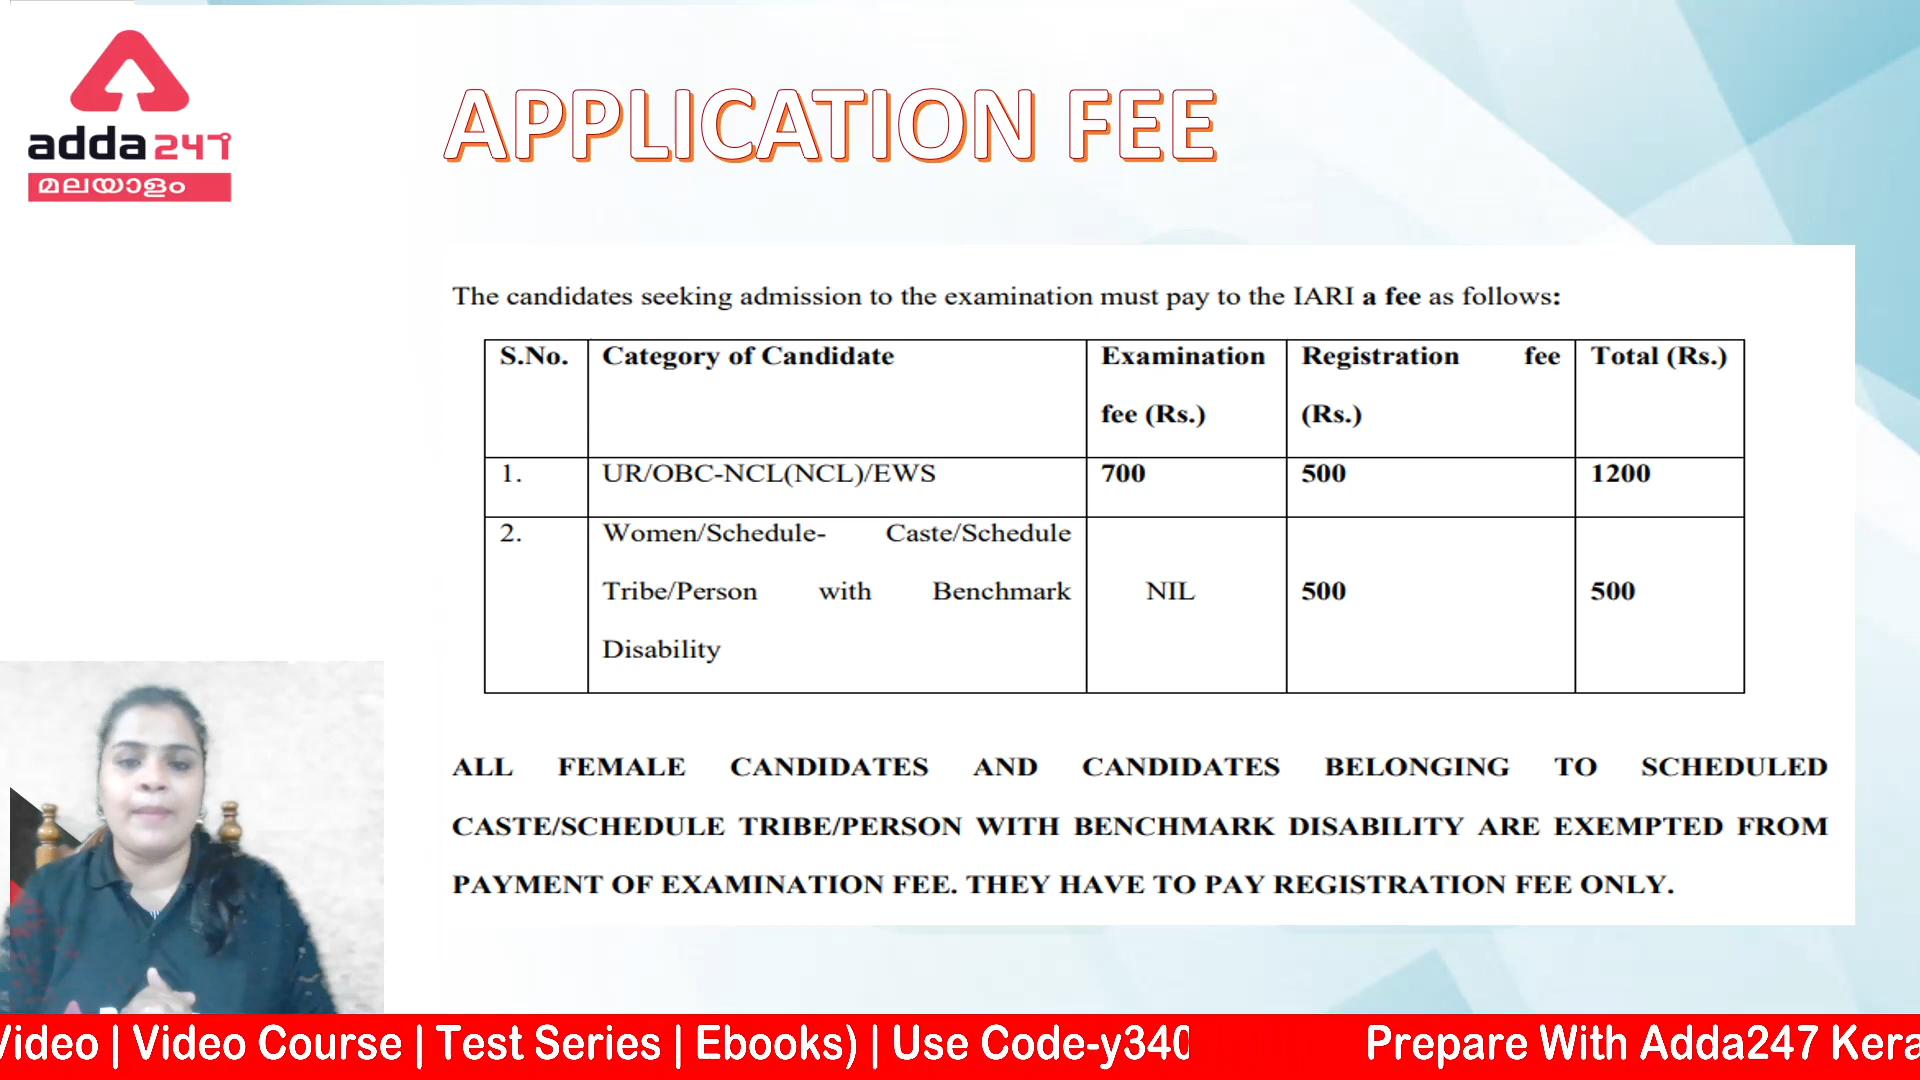 adda247
മലയാളം
APPLICATION FEE
The candidates seeking admission to the examination must pay to the IARI a fee as follows:
S.No. Category of Candidate Examination fee (Rs.) Registration fee (Rs.) Total (Rs.)
1. UR/OBC-NCL(NCL)/EWS 700 500 1200
2. Women/Schedule- Caste/Schedule
Tribe/Person with Benchmark NIL 500 500
Disability
ALL FEMALE CANDIDATES AND CANDIDATES BELONGING TO SCHEDULED
CASTE/SCHEDULE TRIBE/PERSON WITH BENCHMARK DISABILITY ARE EXEMPTED FROM
PAYMENT OF EXAMINATION FEE. THEY HAVE TO PAY REGISTRATION FEE ONLY.
Video | Video Course | Test Series | Ebooks) | Use Code-y340 Prepare With Adda247 Kera